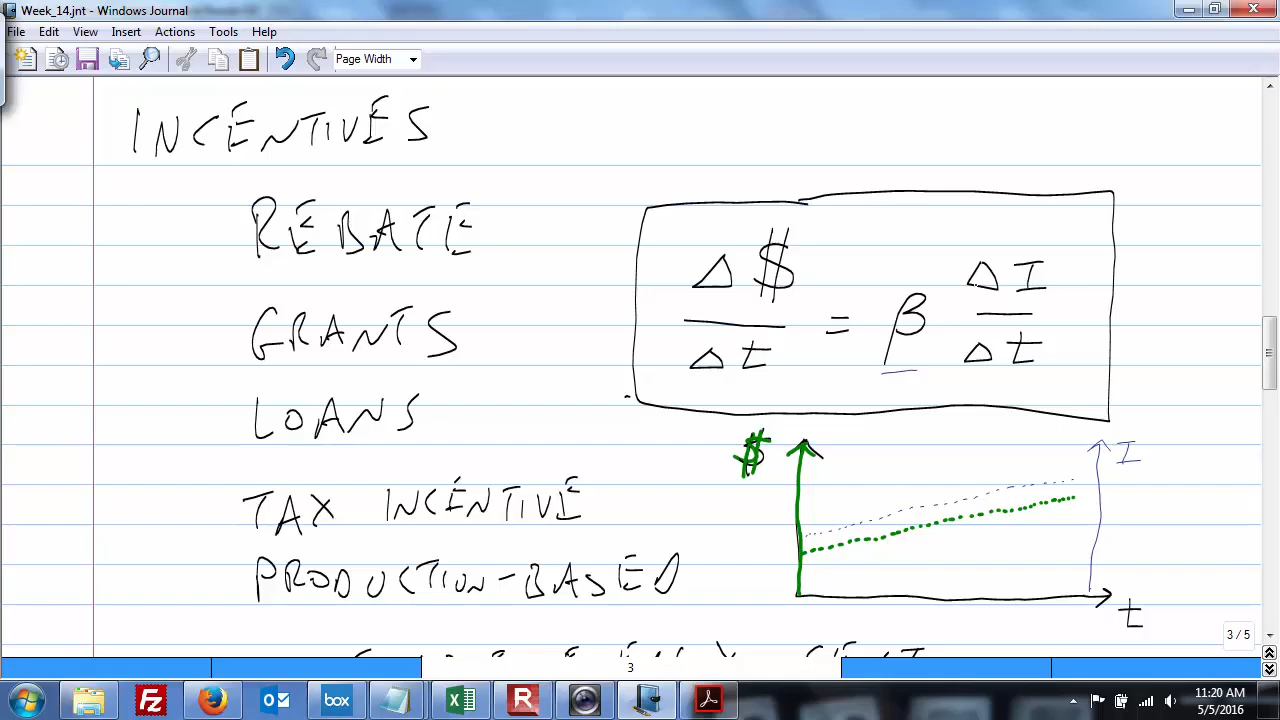 Week_14.jnt - Windows Journal
File Edit View Insert Actions Tools Help
Page Width
INCENTIVES
REBATE
GRANTS
LOANS
TAX INCENTIVE
PRODUCTION-BASED
Δ$/Δt = β ΔI/Δt
$
I
t
3 / 5
3
box
11:20 AM
5/5/2016